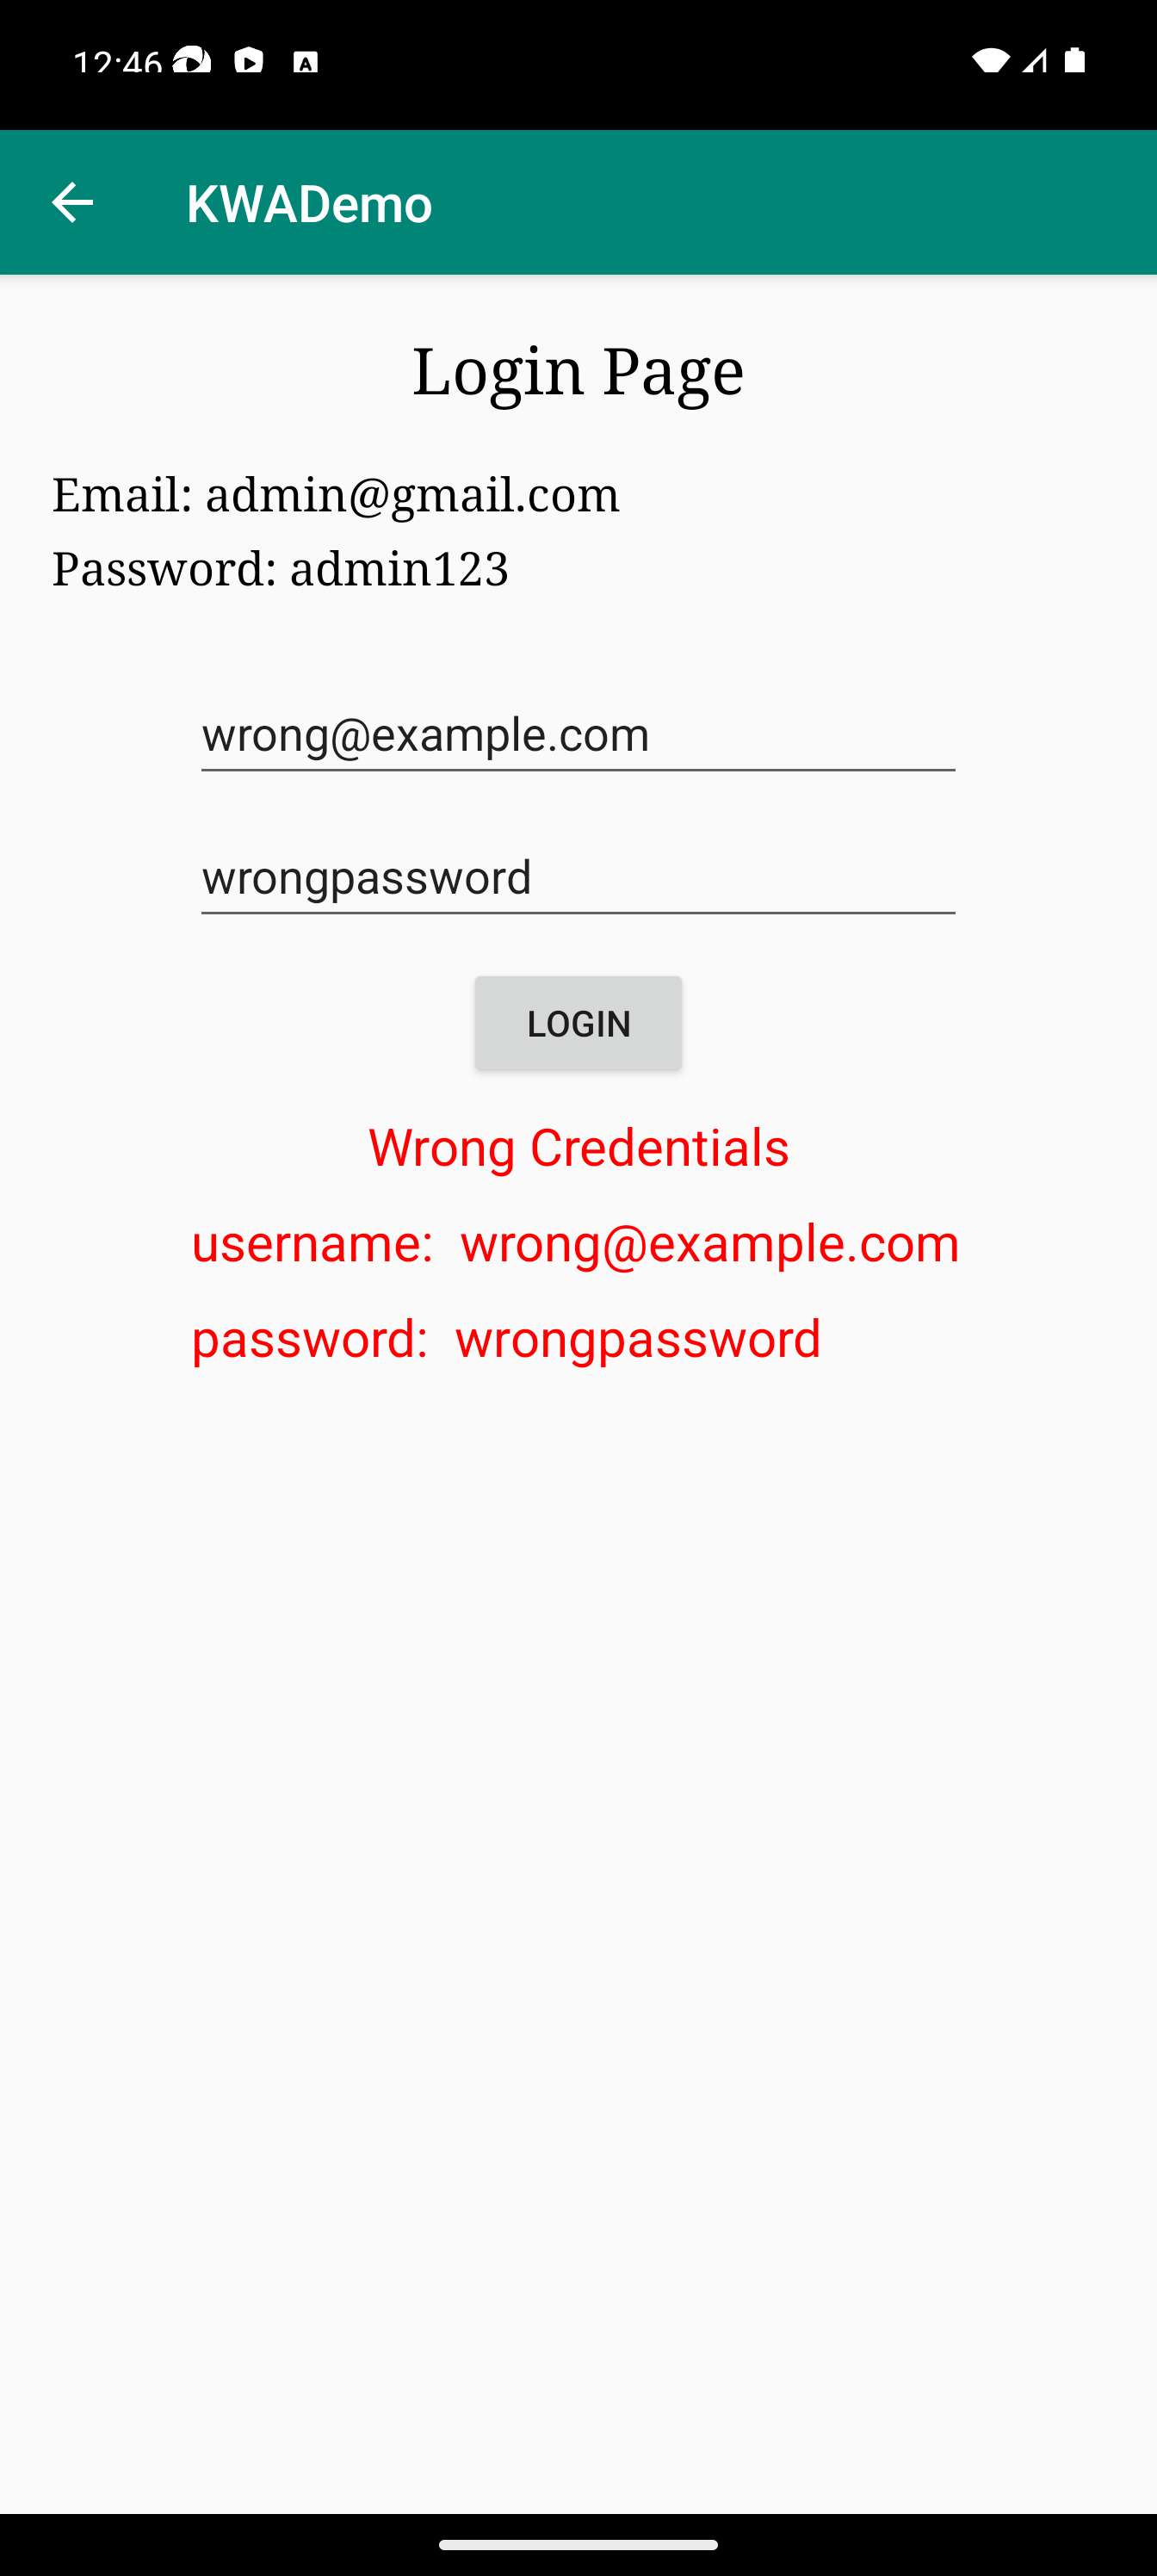 12:46
KWADemo
Login Page
Email: admin@gmail.com
Password: admin123
wrong@example.com
wrongpassword
LOGIN
Wrong Credentials
username: wrong@example.com
password: wrongpassword